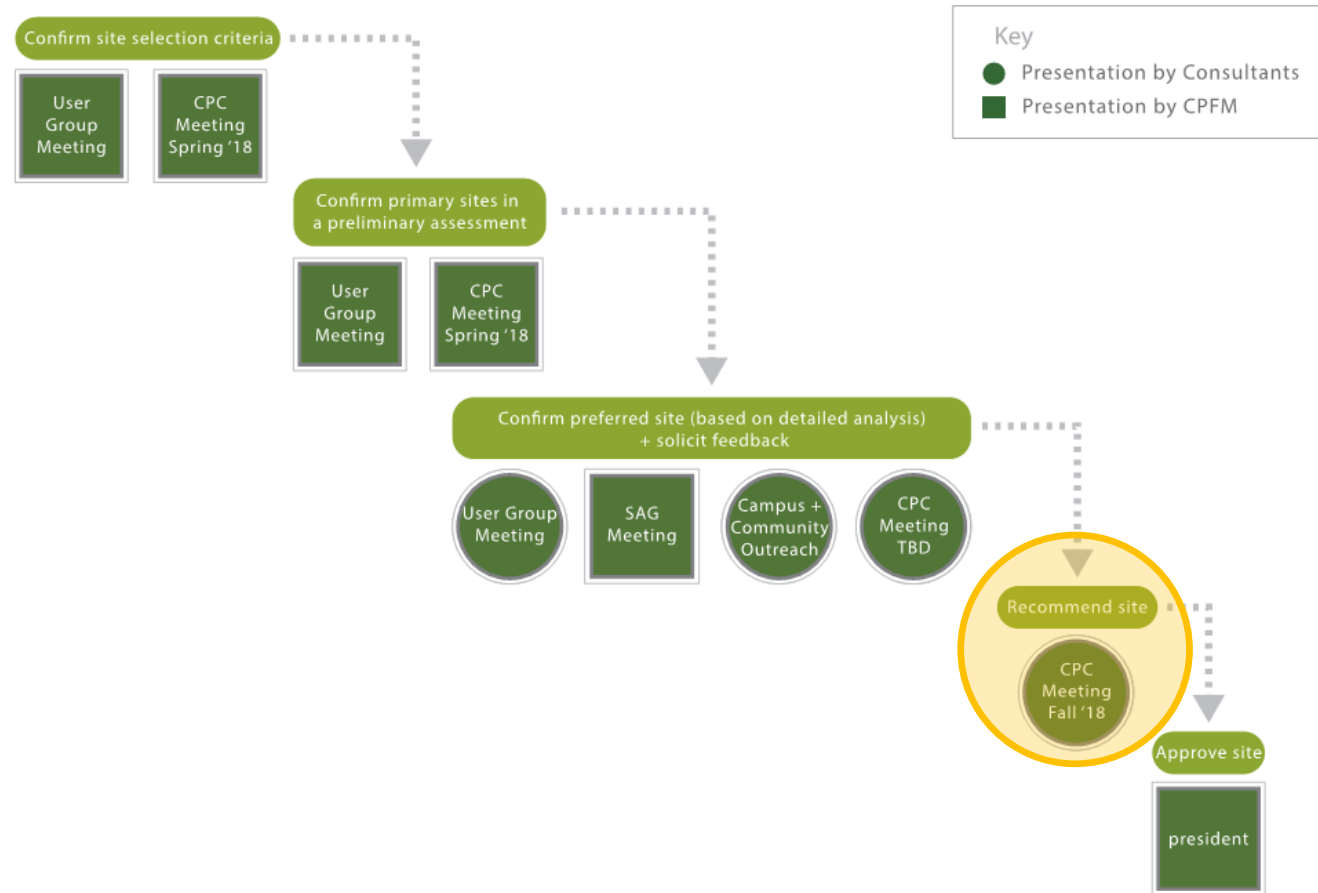 Confirm site selection criteria
User
Group
Meeting
CPC
Meeting
Spring '18
Key
Presentation by Consultants
Presentation by CPFM
Confirm primary sites in
a preliminary assessment
User
Group
Meeting
CPC
Meeting
Spring '18
Confirm preferred site (based on detailed analysis)
+ solicit feedback
User Group
Meeting
SAG
Meeting
Campus +
Community
Outreach
CPC
Meeting
TBD
Recommend site
CPC
Meeting
Fall '18
Approve site
president